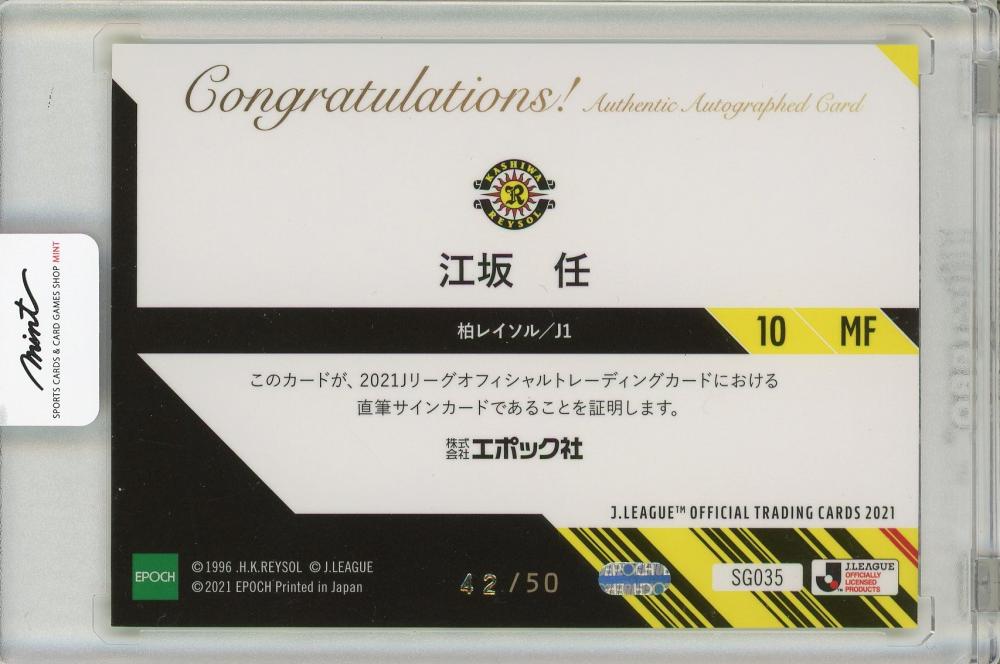 Congratulations! Authentic Autographed Card
KASHIWA
R
REYSOL
江坂 任
柏レイソル/J1
10
MF
このカードが、2021Jリーグオフィシャルトレーディングカードにおける
直筆サインカードであることを証明します。
株式会社エポック社
J.LEAGUE™ OFFICIAL TRADING CARDS 2021
EPOCH
©1996 .H.K.REYSOL ©J.LEAGUE
©2021 EPOCH Printed in Japan
42/50
SG035
J.LEAGUE
OFFICIALLY
LICENSED
PRODUCTS
mint
SPORTS CARDS & CARD GAMES SHOP MINT